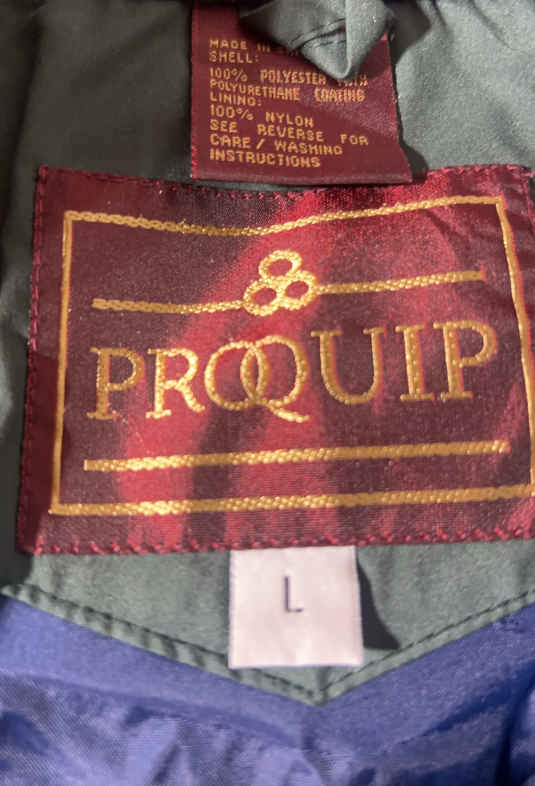 MADE IN
SHELL:
100% POLYESTER WITH
POLYURETHANE COATING
LINING:
100% NYLON
SEE REVERSE FOR
CARE / WASHING
INSTRUCTIONS
PROQUIP
L